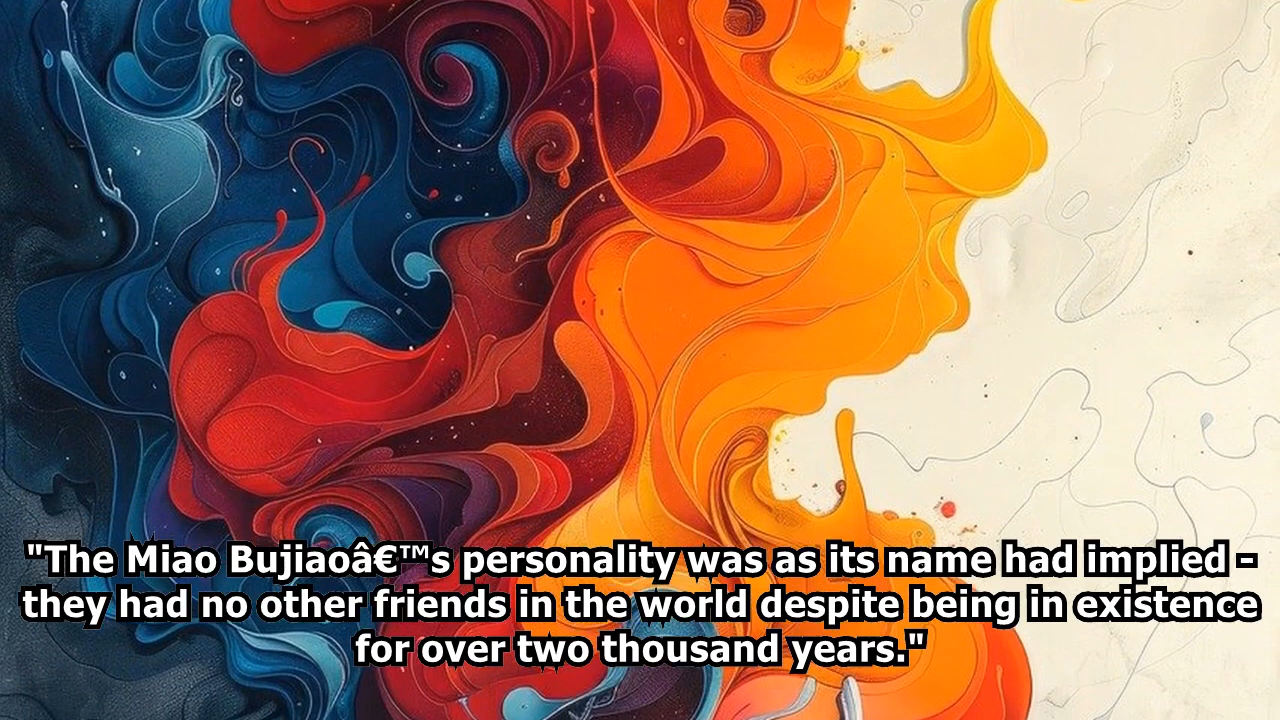 "The Miao Bujiaoâ€™s personality was as its name had implied -
they had no other friends in the world despite being in existence
for over two thousand years."